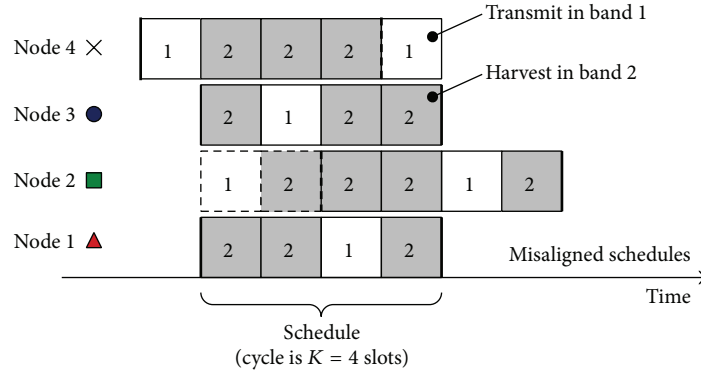 Transmit in band 1
Node 4 1 2 2 2 1
Harvest in band 2
Node 3 2 1 2 2
Node 2 1 2 2 2 1 2
Node 1 2 2 1 2
Misaligned schedules
Time
Schedule
(cycle is K = 4 slots)